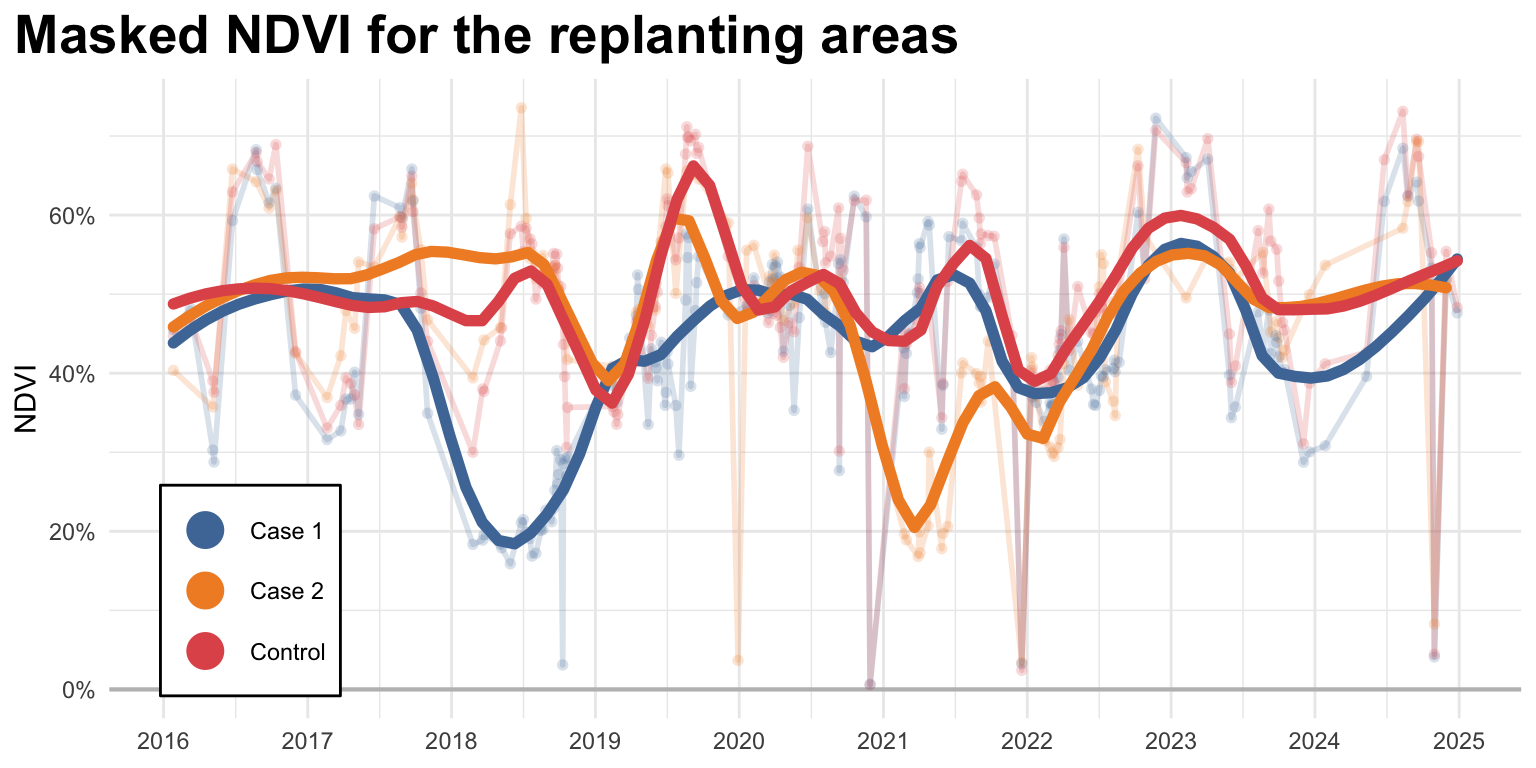 Masked NDVI for the replanting areas
NDVI
60%
40%
20%
0%
Case 1
Case 2
Control
2016 2017 2018 2019 2020 2021 2022 2023 2024 2025